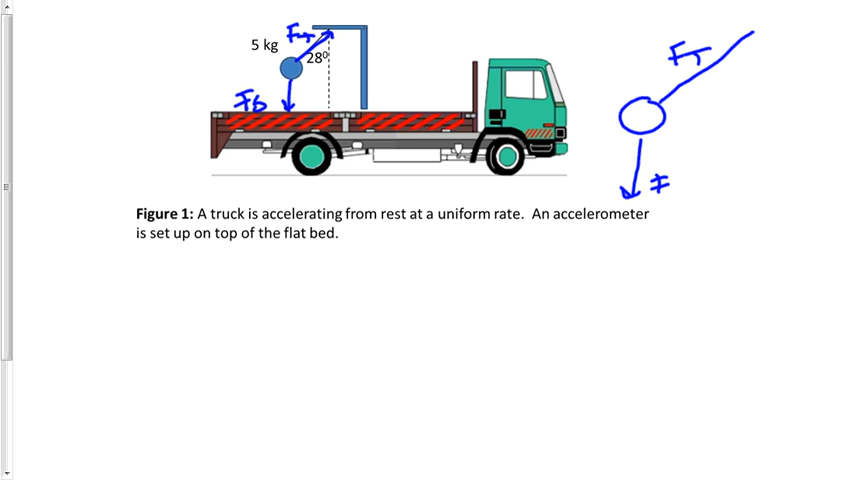 FT
5 kg
28⁰
FG
FT
F
Figure 1: A truck is accelerating from rest at a uniform rate. An accelerometer
is set up on top of the flat bed.